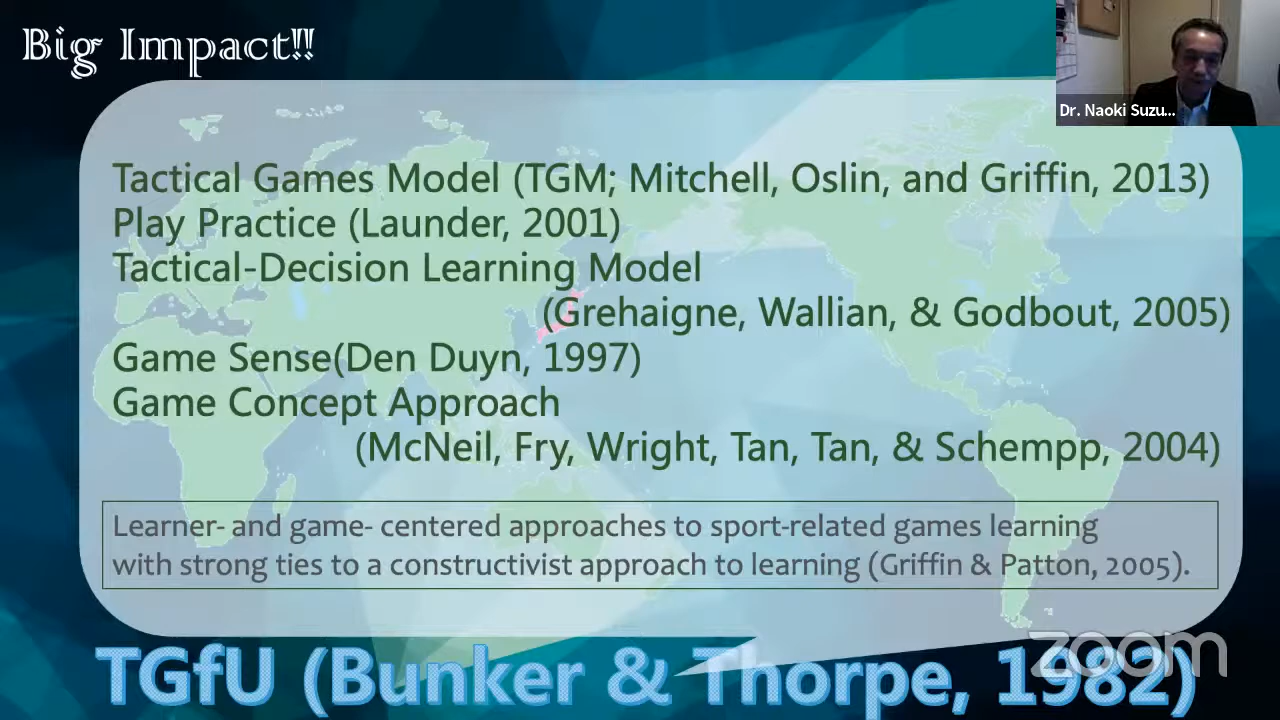 Big Impact!!
Dr. Naoki Suzu...
Tactical Games Model (TGM; Mitchell, Oslin, and Griffin, 2013)
Play Practice (Launder, 2001)
Tactical-Decision Learning Model
(Grehaigne, Wallian, & Godbout, 2005)
Game Sense(Den Duyn, 1997)
Game Concept Approach
(McNeil, Fry, Wright, Tan, Tan, & Schempp, 2004)
Learner- and game- centered approaches to sport-related games learning
with strong ties to a constructivist approach to learning (Griffin & Patton, 2005).
TGfU (Bunker & Thorpe, 1982)
zoom